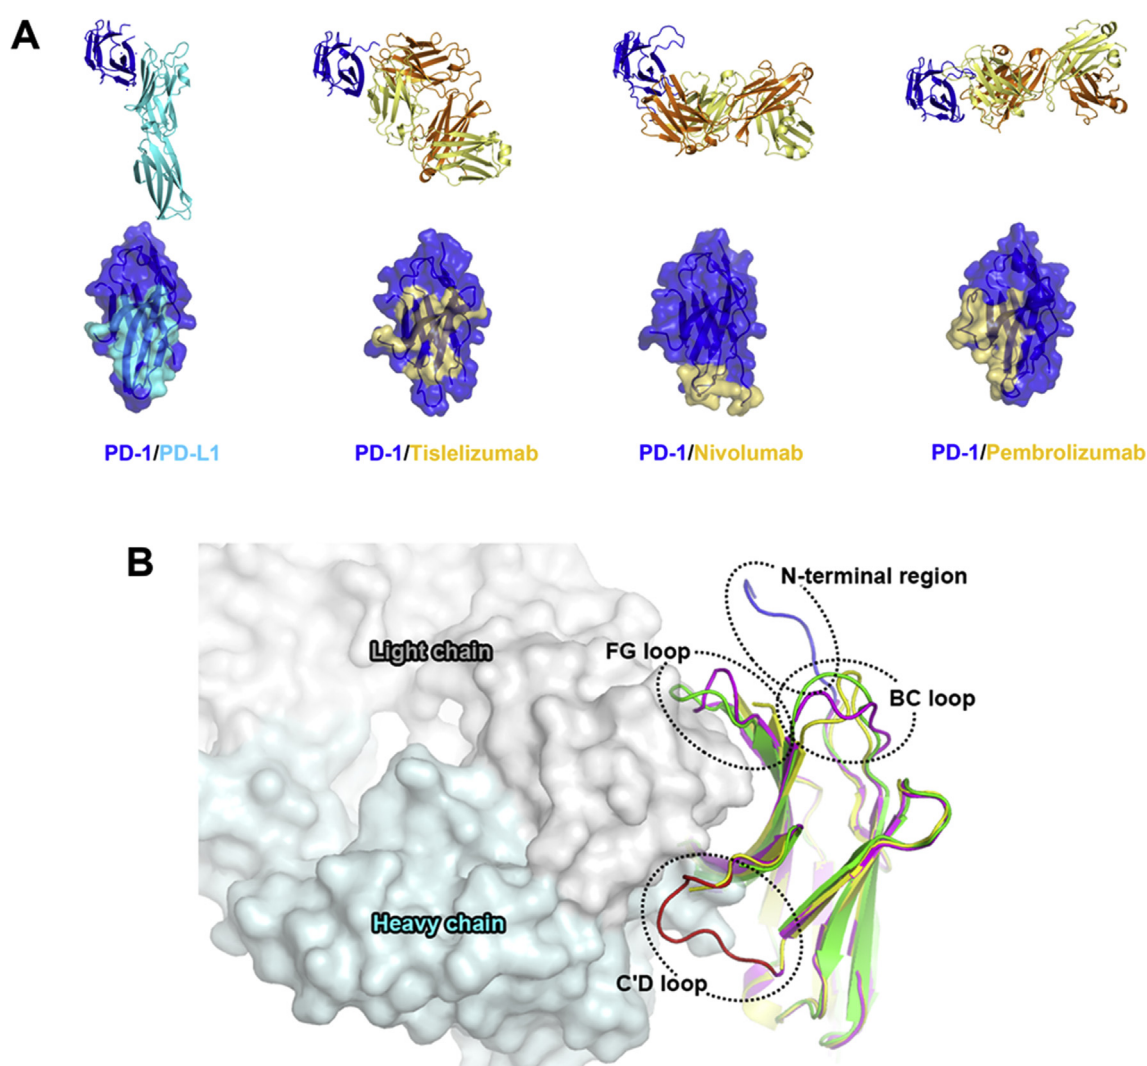 A
PD-1/PD-L1
PD-1/Tislelizumab
PD-1/Nivolumab
PD-1/Pembrolizumab
B
N-terminal region
Light chain
FG loop
BC loop
Heavy chain
C'D loop